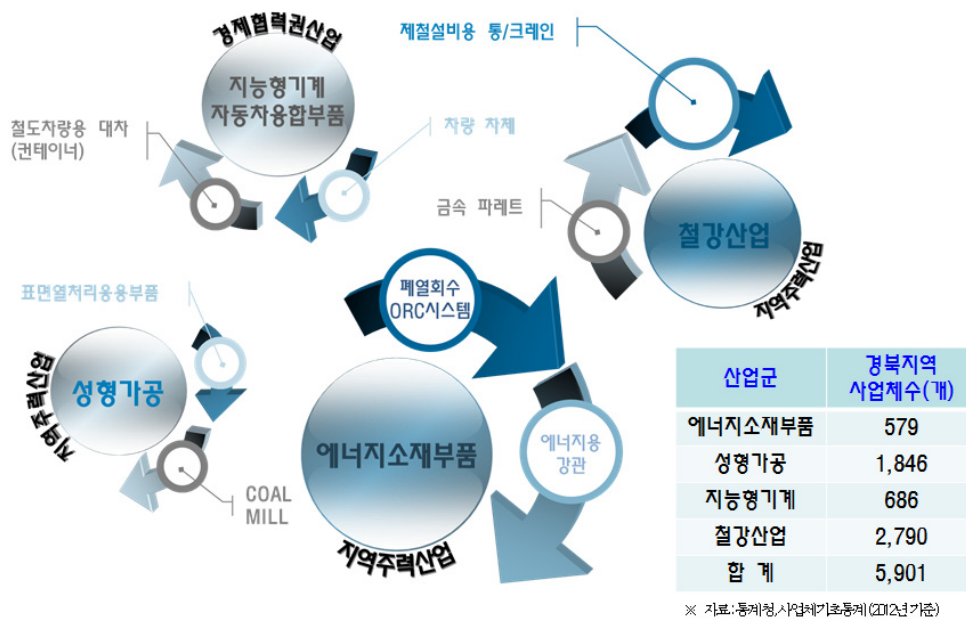 경제협력권산업
지능형기계
자동차융합부품
철도차량용 대차
(컨테이너)
차량 차체
제철설비용 롤/크레인
금속 파레트
철강산업
지역주력산업
표면열처리응용부품
성형가공
지역주력산업
COAL
MILL
폐열회수
ORC시스템
에너지소재부품
에너지용
강관
지역주력산업
산업군 경북지역
사업체수(개)
에너지소재부품 579
성형가공 1,846
지능형기계 686
철강산업 2,790
합 계 5,901
※ 자료:통계청,사업체기초통계(2012년기준)